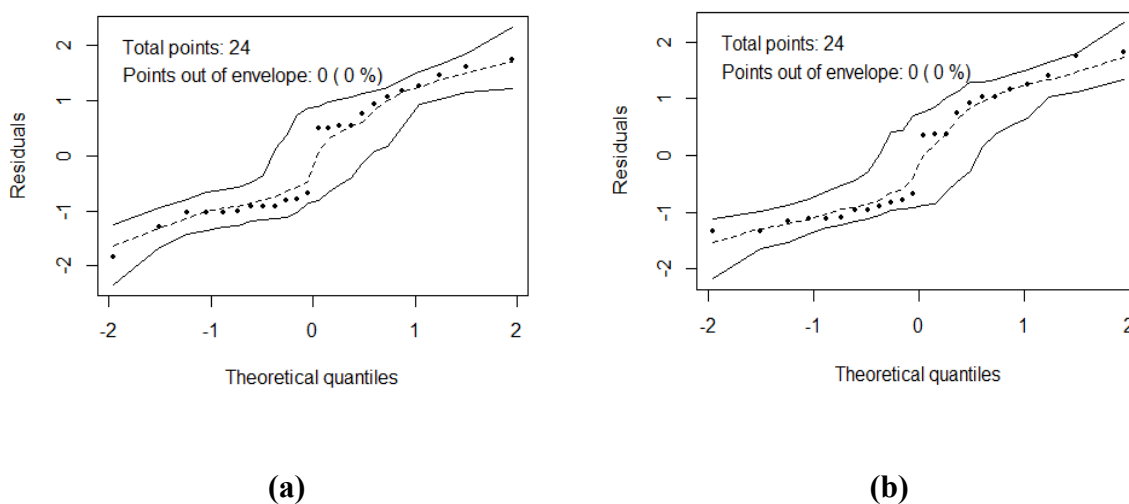 Total points: 24
Points out of envelope: 0 ( 0 %)
Residuals
2
1
0
-1
-2
-2
-1
0
1
2
Theoretical quantiles
(a)
Total points: 24
Points out of envelope: 0 ( 0 %)
Residuals
2
1
0
-1
-2
-2
-1
0
1
2
Theoretical quantiles
(b)